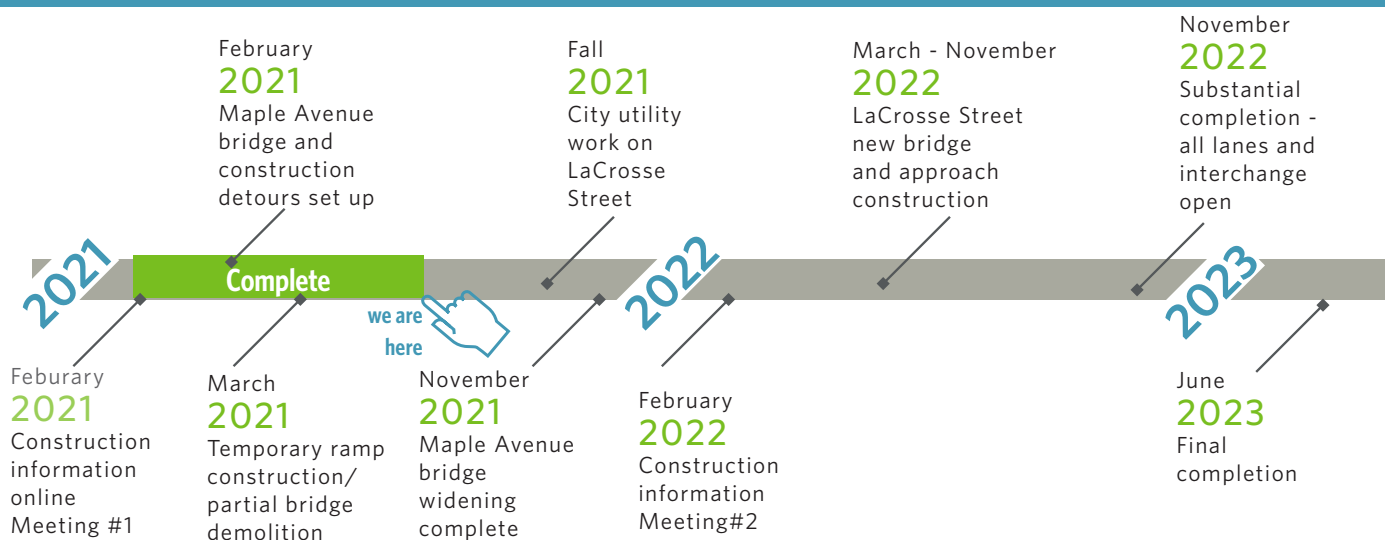 February
2021
Maple Avenue
bridge and
construction
detours set up
Fall
2021
City utility
work on
LaCrosse
Street
March - November
2022
LaCrosse Street
new bridge
and approach
construction
November
2022
Substantial
completion -
all lanes and
interchange
open
2021
Complete
we are
here
2022
2023
Feburary
2021
Construction
information
online
Meeting #1
March
2021
Temporary ramp
construction/
partial bridge
demolition
November
2021
Maple Avenue
bridge
widening
complete
February
2022
Construction
information
Meeting#2
June
2023
Final
completion